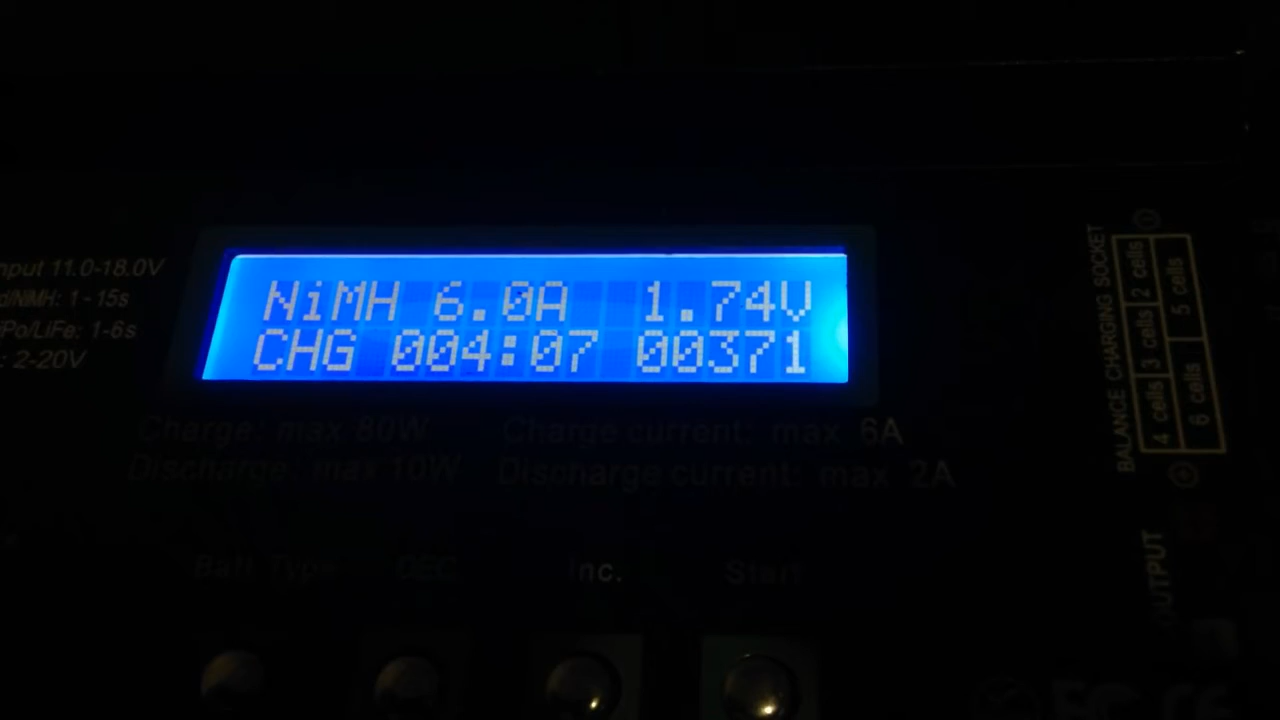 NiMH 6.0A 1.74V
CHG 004:07 00371
nput 11.0-18.0V
d/NiMH: 1-15s
Po/LiFe: 1-6s
: 2-20V
Charge: max 80W
Charge current: max 6A
Discharge: max 10W
Discharge current: max 2A
Batt Type
DEC.
Inc.
Start
BALANCE CHARGING SOCKET
2 cells
3 cells
4 cells
5 cells
6 cells